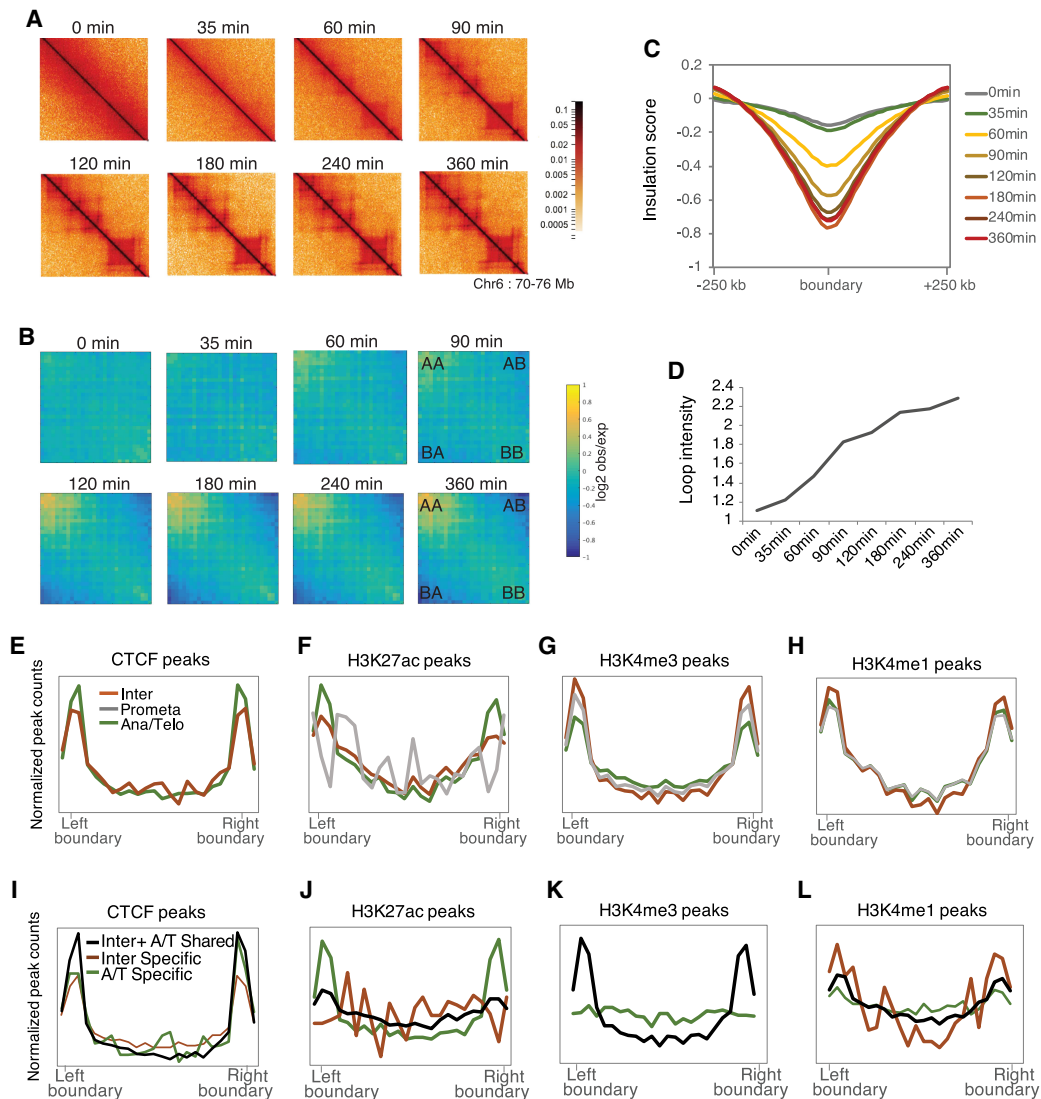 A
0 min
35 min
60 min
90 min
0.1
0.05
0.02
0.01
0.005
0.002
0.001
0.0005
120 min
180 min
240 min
360 min
Chr6 : 70-76 Mb
B
0 min
35 min
60 min
90 min
AA
AB
BA
BB
120 min
180 min
240 min
360 min
AA
AB
BA
BB
1
0.8
0.6
0.4
0.2
0
-0.2
-0.4
-0.6
-0.8
-1
log2 obs/exp
C
Insulation score
0.2
0
-0.2
-0.4
-0.6
-0.8
-1
-250 kb
boundary
+250 kb
0min
35min
60min
90min
120min
180min
240min
360min
D
Loop intensity
2.4
2.2
2
1.8
1.6
1.4
1.2
1
0min
35min
60min
90min
120min
180min
240min
360min
E
CTCF peaks
Inter
Prometa
Ana/Telo
Normalized peak counts
Left
boundary
Right
boundary
F
H3K27ac peaks
Left
boundary
Right
boundary
G
H3K4me3 peaks
Left
boundary
Right
boundary
H
H3K4me1 peaks
Left
boundary
Right
boundary
I
CTCF peaks
Inter+ A/T Shared
Inter Specific
A/T Specific
Normalized peak counts
Left
boundary
Right
boundary
J
H3K27ac peaks
Left
boundary
Right
boundary
K
H3K4me3 peaks
Left
boundary
Right
boundary
L
H3K4me1 peaks
Left
boundary
Right
boundary